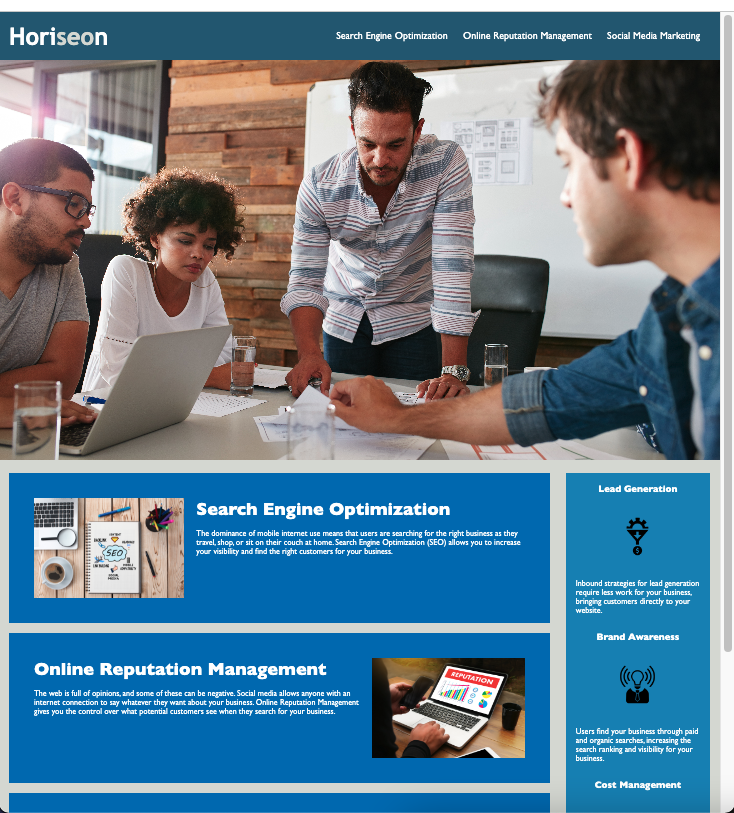 Horiseon
Search Engine Optimization Online Reputation Management Social Media Marketing
SEO
Search Engine Optimization
The dominance of mobile internet use means that users are searching for the right business as they
travel, shop, or sit on their couch at home. Search Engine Optimization (SEO) allows you to increase
your visibility and find the right customers for your business.
Online Reputation Management
The web is full of opinions, and some of these can be negative. Social media allows anyone with an
internet connection to say whatever they want about your business. Online Reputation Management
gives you the control over what potential customers see when they search for your business.
REPUTATION
Lead Generation
Inbound strategies for lead generation
require less work for your business,
bringing customers directly to your
website.
Brand Awareness
Users find your business through paid
and organic searches, increasing the
search ranking and visibility for your
business.
Cost Management